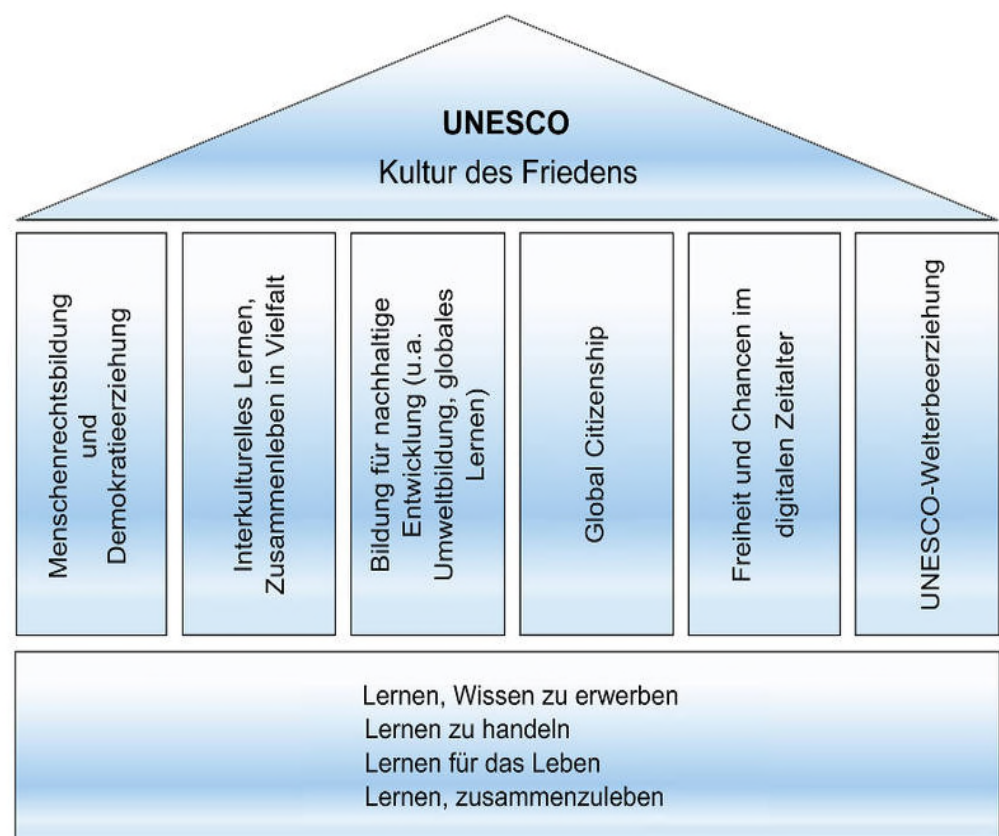 UNESCO
Kultur des Friedens
Menschenrechtsbildung
und
Demokratieerziehung
Interkulturelles Lernen,
Zusammenleben in Vielfalt
Bildung für nachhaltige
Entwicklung (u.a.
Umweltbildung, globales
Lernen)
Global Citizenship
Freiheit und Chancen im
digitalen Zeitalter
UNESCO-Welterbeerziehung
Lernen, Wissen zu erwerben
Lernen zu handeln
Lernen für das Leben
Lernen, zusammenzuleben